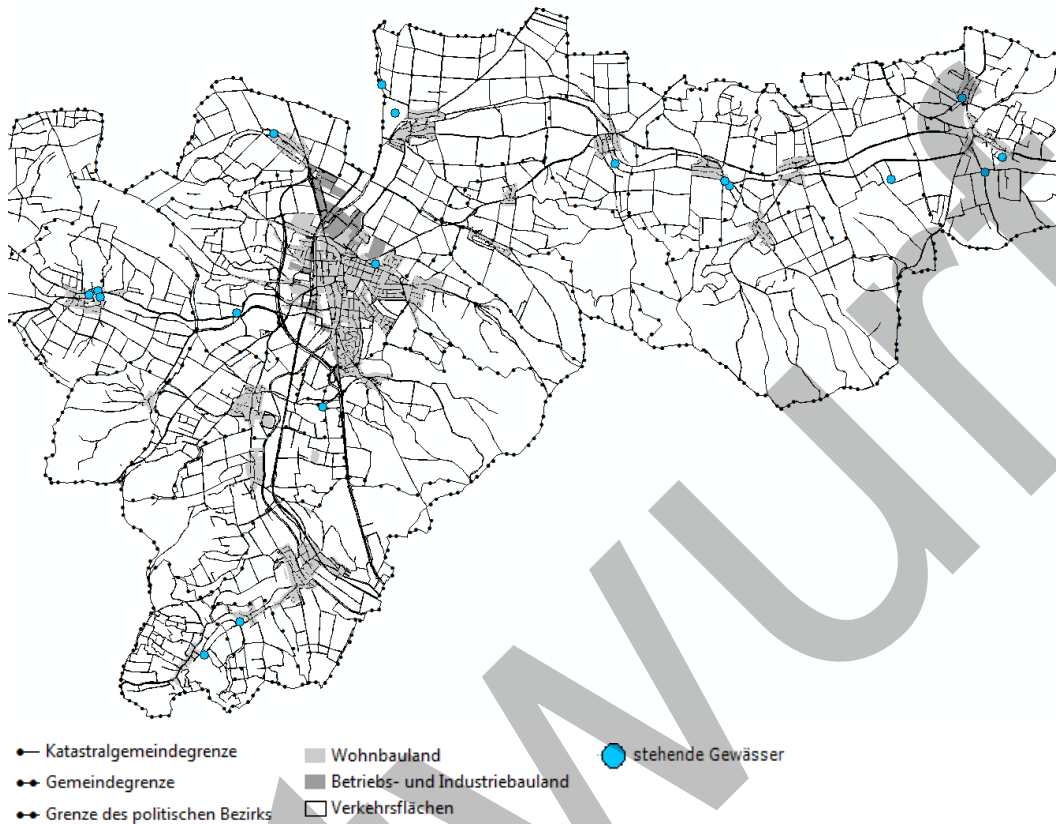 Katastralgemeindegrenze
Gemeindegrenze
Grenze des politischen Bezirks
Wohnbauland
Betriebs- und Industriebauland
Verkehrsflächen
stehende Gewässer